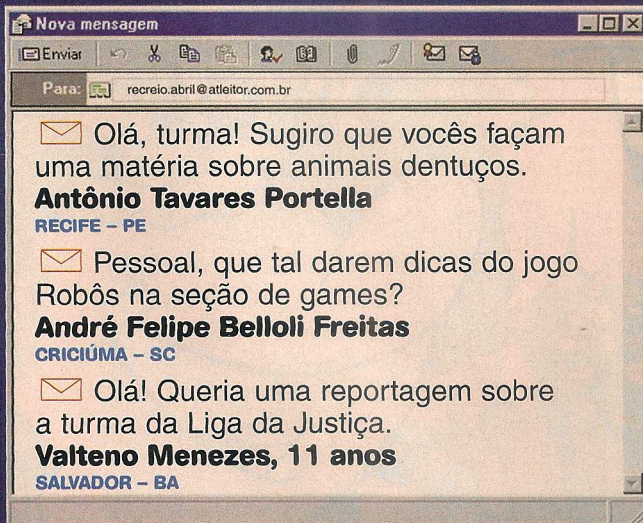 Nova mensagem
Enviar
Para: recreio.abril@atleitor.com.br
Olá, turma! Sugiro que vocês façam
uma matéria sobre animais dentuços.
Antônio Tavares Portella
RECIFE – PE
Pessoal, que tal darem dicas do jogo
Robôs na seção de games?
André Felipe Belloli Freitas
CRICIÚMA – SC
Olá! Queria uma reportagem sobre
a turma da Liga da Justiça.
Valteno Menezes, 11 anos
SALVADOR – BA